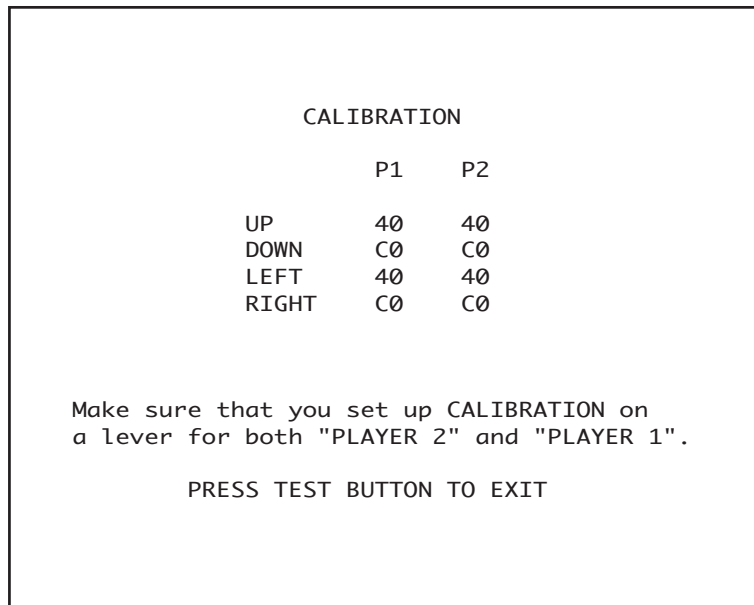 CALIBRATION
P1 P2
UP 40 40
DOWN C0 C0
LEFT 40 40
RIGHT C0 C0
Make sure that you set up CALIBRATION on
a lever for both "PLAYER 2" and "PLAYER 1".
PRESS TEST BUTTON TO EXIT